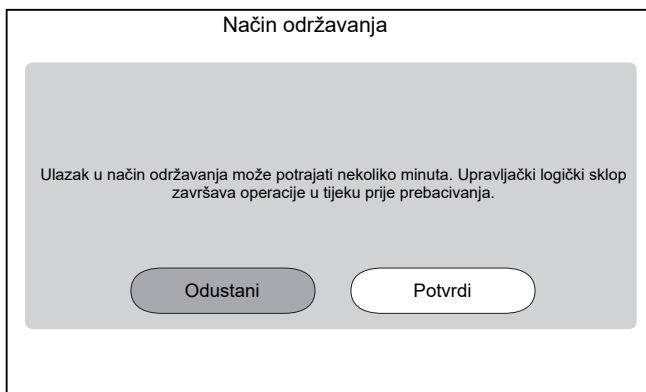 Način održavanja
Ulazak u način održavanja može potrajati nekoliko minuta. Upravljački logički sklop
završava operacije u tijeku prije prebacivanja.
Odustani
Potvrdi